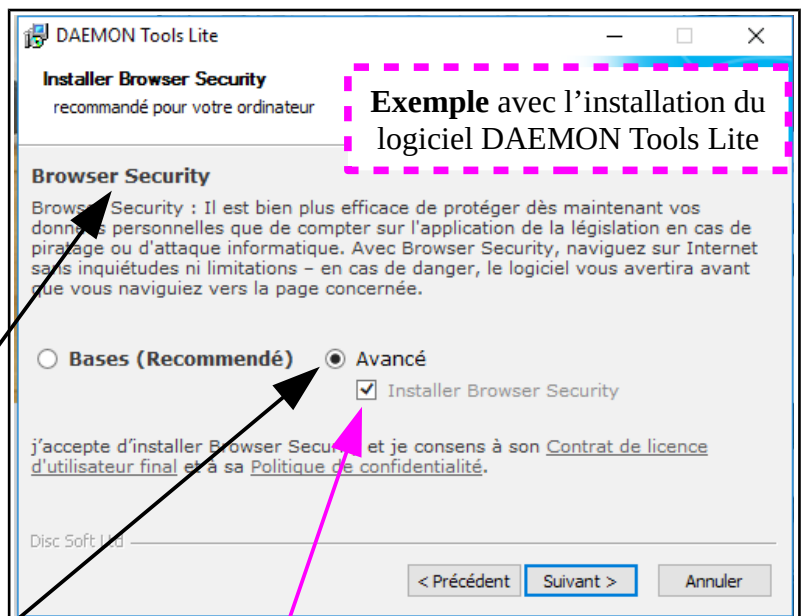 DAEMON Tools Lite
Installer Browser Security
recommandé pour votre ordinateur
Exemple avec l’installation du
logiciel DAEMON Tools Lite
Browser Security
Browser Security : Il est bien plus efficace de protéger dès maintenant vos
données personnelles que de compter sur l'application de la législation en cas de
piratage ou d'attaque informatique. Avec Browser Security, naviguez sur Internet
sans inquiétudes ni limitations – en cas de danger, le logiciel vous avertira avant
que vous naviguiez vers la page concernée.
Bases (Recommendé) Avancé
Installer Browser Security
j’accepte d’installer Browser Security et je consens à son Contrat de licence
d'utilisateur final et à sa Politique de confidentialité.
Disc Soft Ltd
< Précédent Suivant > Annuler